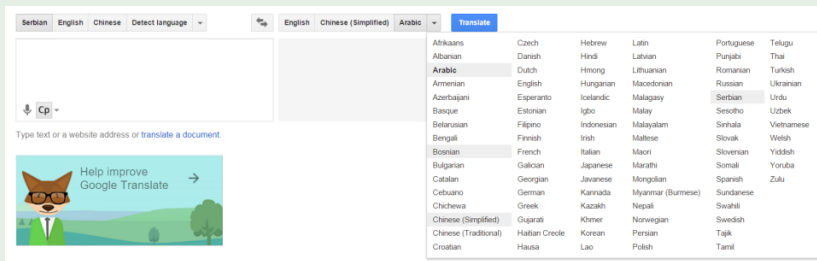 Serbian English Chinese Detect language
English Chinese (Simplified) Arabic
Translate
Ср
Type text or a website address or translate a document.
Help improve
Google Translate
Afrikaans
Albanian
Arabic
Armenian
Azerbaijani
Basque
Belarusian
Bengali
Bosnian
Bulgarian
Catalan
Cebuano
Chichewa
Chinese (Simplified)
Chinese (Traditional)
Croatian
Czech
Danish
Dutch
English
Esperanto
Estonian
Filipino
Finnish
French
Galician
Georgian
German
Greek
Gujarati
Haitian Creole
Hausa
Hebrew
Hindi
Hmong
Hungarian
Icelandic
Igbo
Indonesian
Irish
Italian
Japanese
Javanese
Kannada
Kazakh
Khmer
Korean
Lao
Latin
Latvian
Lithuanian
Macedonian
Malagasy
Malay
Malayalam
Maltese
Maori
Marathi
Mongolian
Myanmar (Burmese)
Nepali
Norwegian
Persian
Polish
Portuguese
Punjabi
Romanian
Russian
Serbian
Sesotho
Sinhala
Slovak
Slovenian
Somali
Spanish
Sundanese
Swahili
Swedish
Tajik
Tamil
Telugu
Thai
Turkish
Ukrainian
Urdu
Uzbek
Vietnamese
Welsh
Yiddish
Yoruba
Zulu